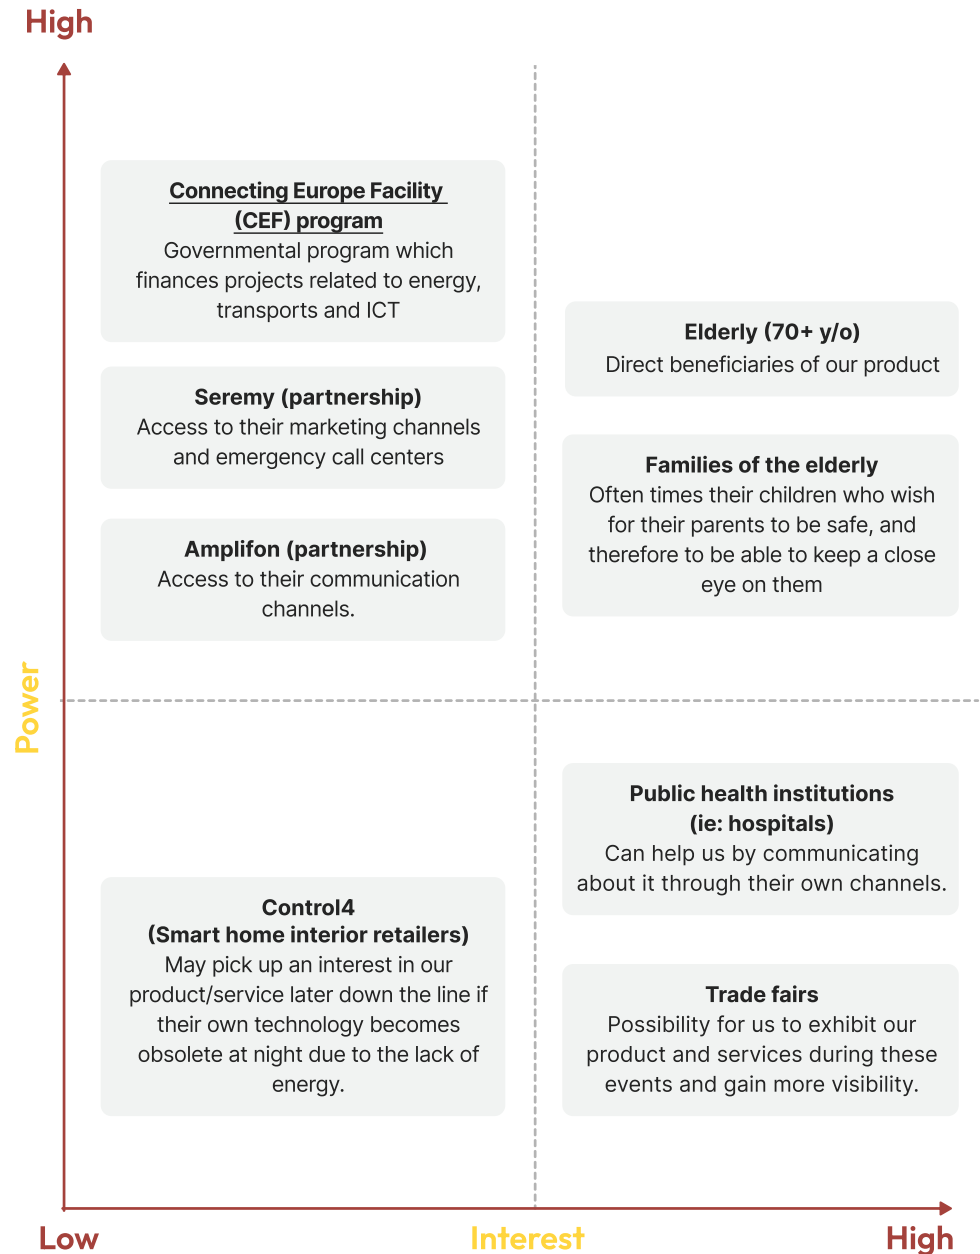 High
Connecting Europe Facility
(CEF) program
Governmental program which
finances projects related to energy,
transports and ICT
Seremy (partnership)
Access to their marketing channels
and emergency call centers
Amplifon (partnership)
Access to their communication
channels.
Elderly (70+ y/o)
Direct beneficiaries of our product
Families of the elderly
Often times their children who wish
for their parents to be safe, and
therefore to be able to keep a close
eye on them
Power
Control4
(Smart home interior retailers)
May pick up an interest in our
product/service later down the line if
their own technology becomes
obsolete at night due to the lack of
energy.
Public health institutions
(ie: hospitals)
Can help us by communicating
about it through their own channels.
Trade fairs
Possibility for us to exhibit our
product and services during these
events and gain more visibility.
Low
Interest
High